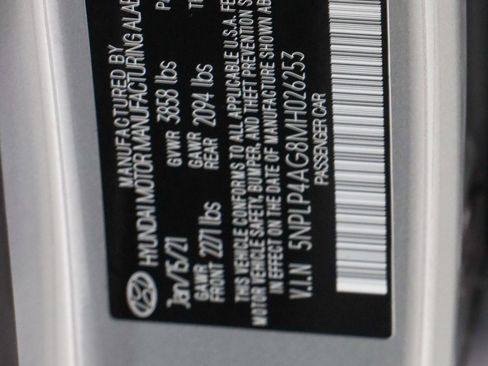 MANUFACTURED BY
HYUNDAI MOTOR MANUFACTURING ALAB
Jan/15/21 GVWR 3858 lbs
GAWR FRONT 2271 lbs GAWR REAR 2094 lbs
THIS VEHICLE CONFORMS TO ALL APPLICABLE U.S.A. FE
MOTOR VEHICLE SAFETY, BUMPER, AND THEFT PREVENTION S
IN EFFECT ON THE DATE OF MANUFACTURE SHOWN AB
V.I.N 5NPLP4AG8MH026253
PASSENGER CAR